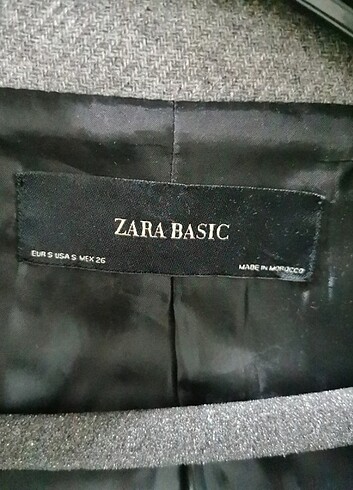 ZARA BASIC
EUR S USA S MEX 26
MADE IN MOROCCO